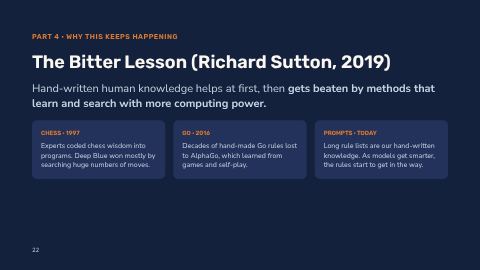 PART 4 • WHY THIS KEEPS HAPPENING
The Bitter Lesson (Richard Sutton, 2019)
Hand-written human knowledge helps at first, then gets beaten by methods that
learn and search with more computing power.
CHESS • 1997
Experts coded chess wisdom into
programs. Deep Blue won mostly by
searching huge numbers of moves.
GO • 2016
Decades of hand-made Go rules lost
to AlphaGo, which learned from
games and self-play.
PROMPTS • TODAY
Long rule lists are our hand-written
knowledge. As models get smarter,
the rules start to get in the way.
22